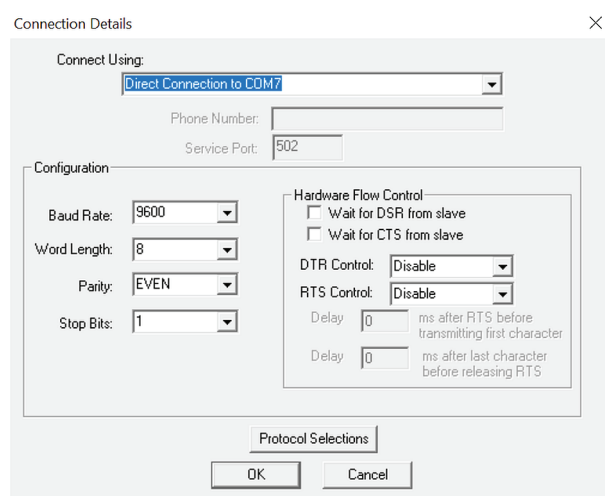 Connection Details
Connect Using:
Direct Connection to COM7
Phone Number:
Service Port: 502
Configuration
Baud Rate: 9600
Word Length: 8
Parity: EVEN
Stop Bits: 1
Hardware Flow Control
Wait for DSR from slave
Wait for CTS from slave
DTR Control: Disable
RTS Control: Disable
Delay 0 ms after RTS before
transmitting first character
Delay 0 ms after last character
before releasing RTS
Protocol Selections
OK Cancel